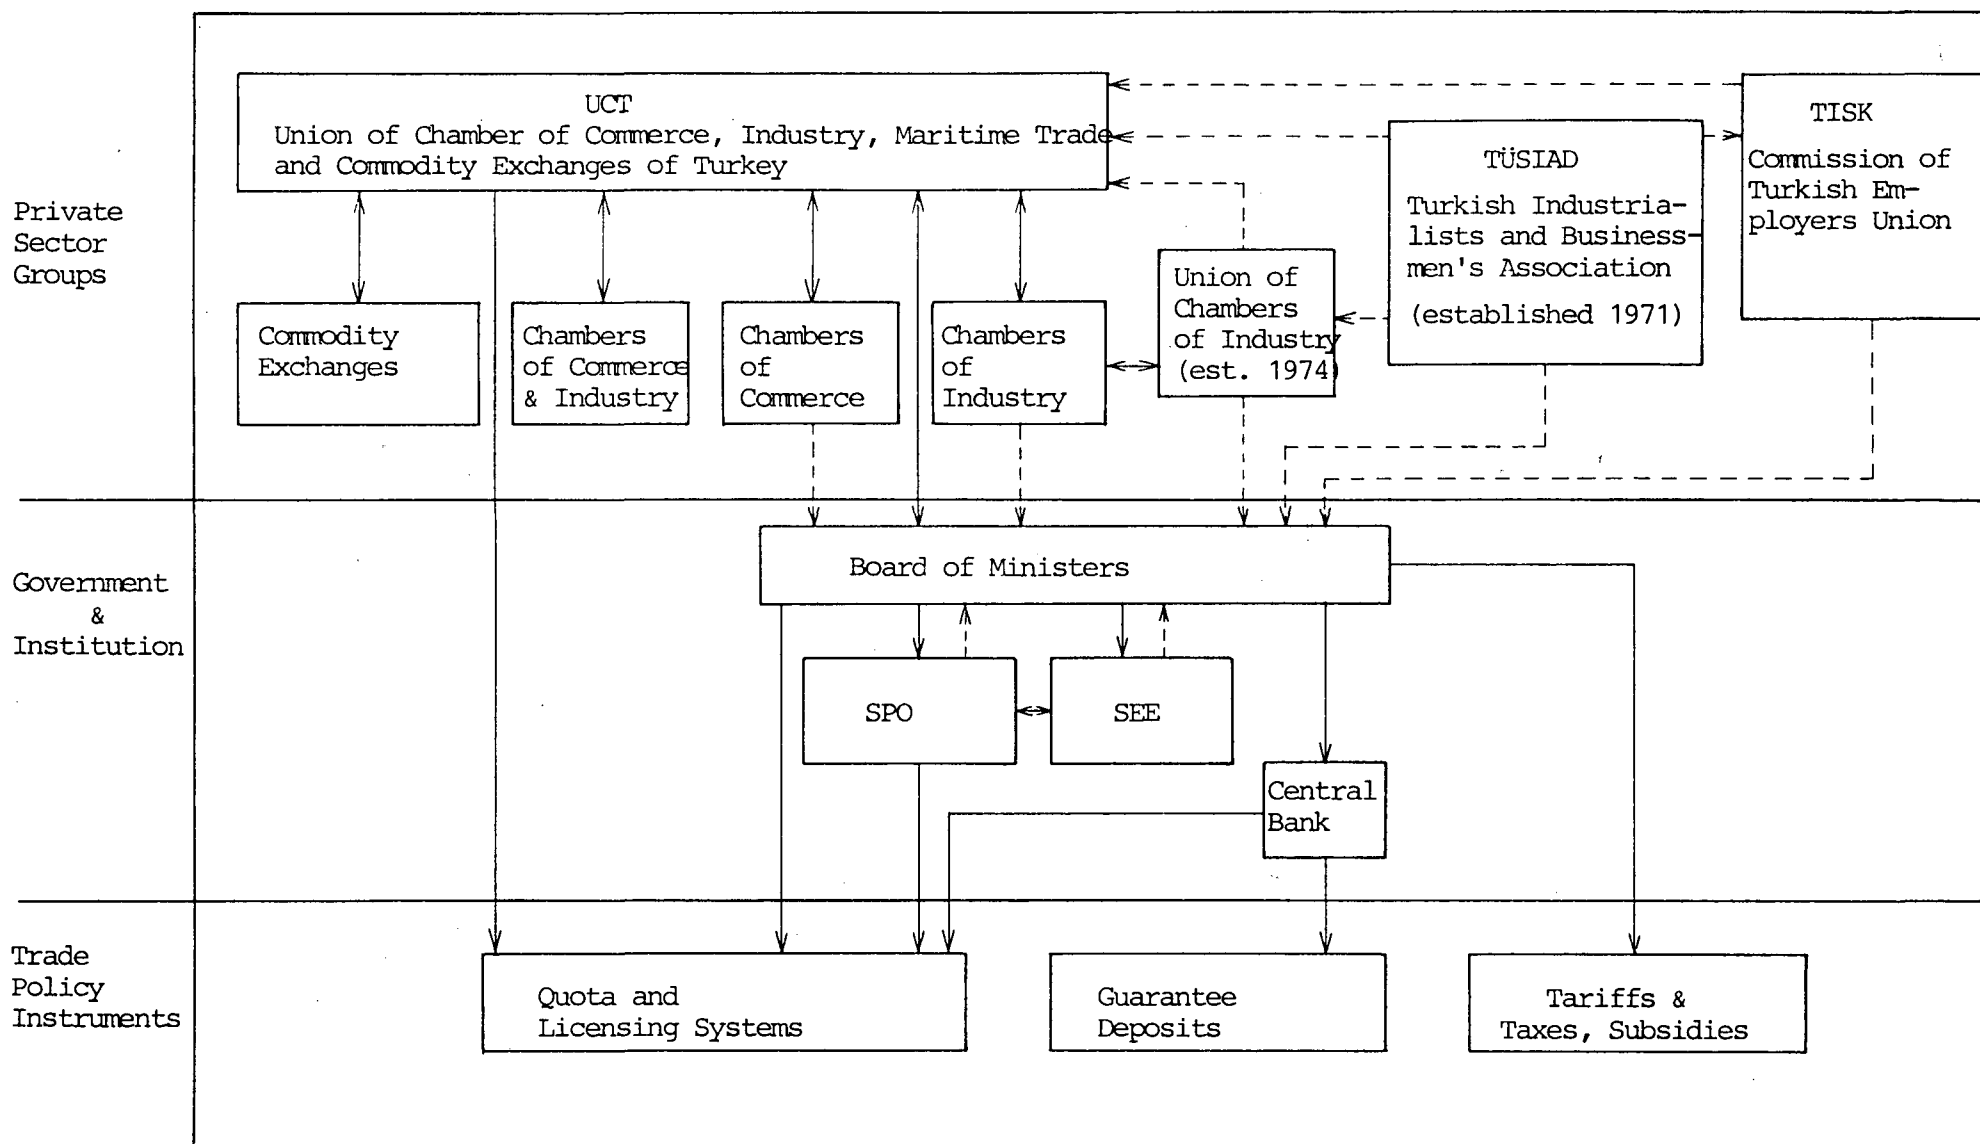 Private
Sector
Groups
UCT
Union of Chamber of Commerce, Industry, Maritime Trade
and Commodity Exchanges of Turkey
TÜSIAD
Turkish Industria-
lists and Business-
men's Association
(established 1971)
TISK
Commission of
Turkish Em-
ployers Union
Commodity
Exchanges
Chambers
of Commerce
& Industry
Chambers
of
Commerce
Chambers
of
Industry
Union of
Chambers
of Industry
(est. 1974)
Government
&
Institution
Board of Ministers
SPO
SEE
Central
Bank
Trade
Policy
Instruments
Quota and
Licensing Systems
Guarantee
Deposits
Tariffs &
Taxes, Subsidies